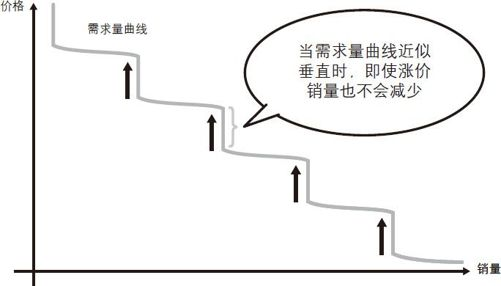 价格
需求量曲线
当需求量曲线近似
垂直时，即使涨价
销量也不会减少
销量